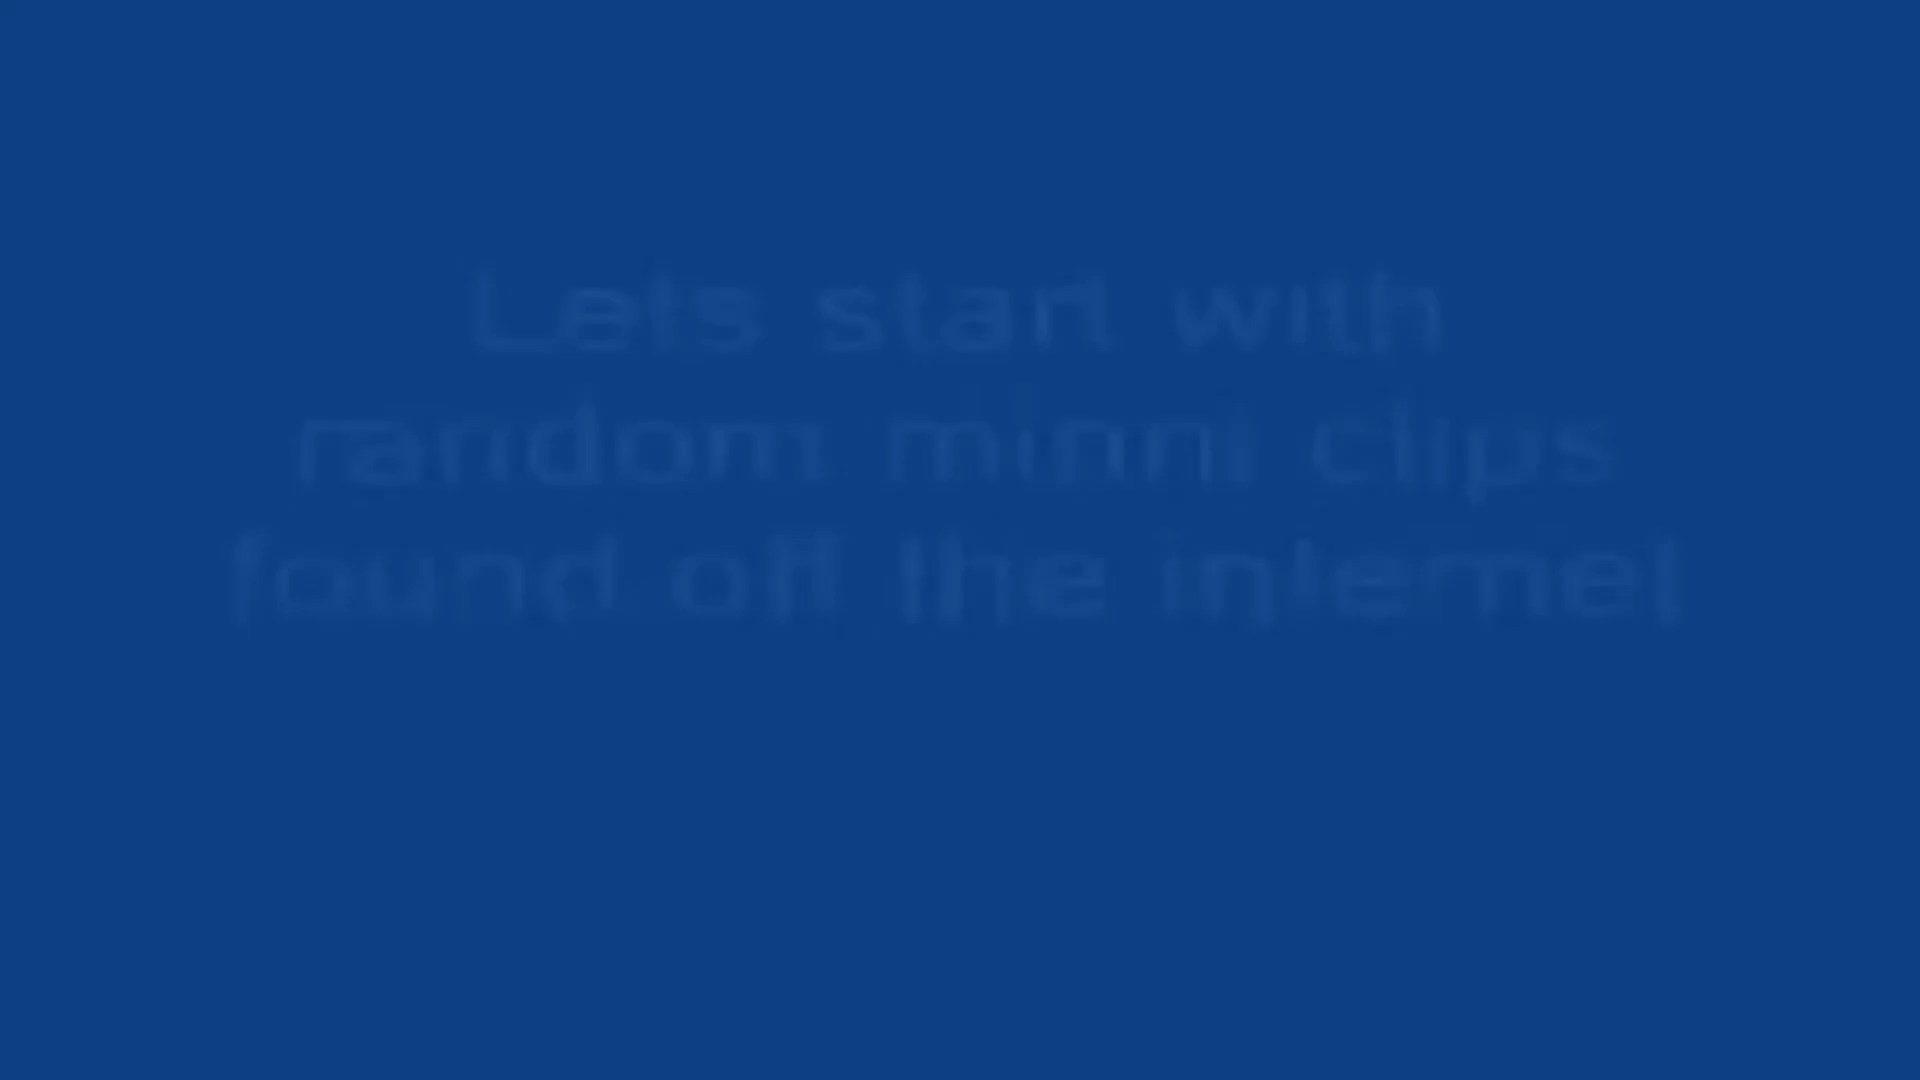 Lets start with
random minni clips
found off the internet